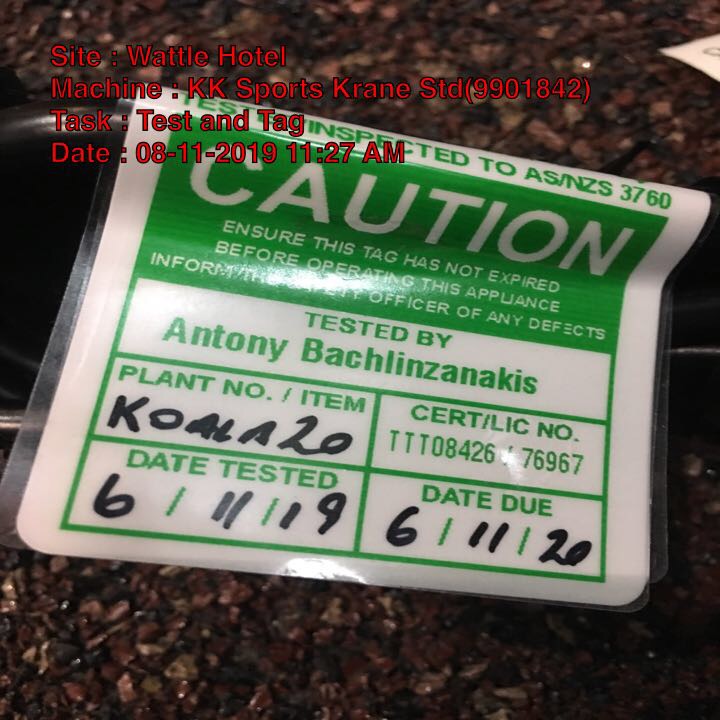 Site : Wattle Hotel
Machine : KK Sports Krane Std(9901842)
Task : Test and Tag
Date : 08-11-2019 11:27 AM
INSPECTED TO AS/NZS 3760
CAUTION
ENSURE THIS TAG HAS NOT EXPIRED
BEFORE OPERATING THIS APPLIANCE
INFORM OFFICER OF ANY DEFECTS
TESTED BY
Antony Bachlinzanakis
PLANT NO. / ITEM
KOALA20
CERT/LIC NO.
TTT08426 / 76967
DATE TESTED
6 / 11 / 19
DATE DUE
6 / 11 / 20